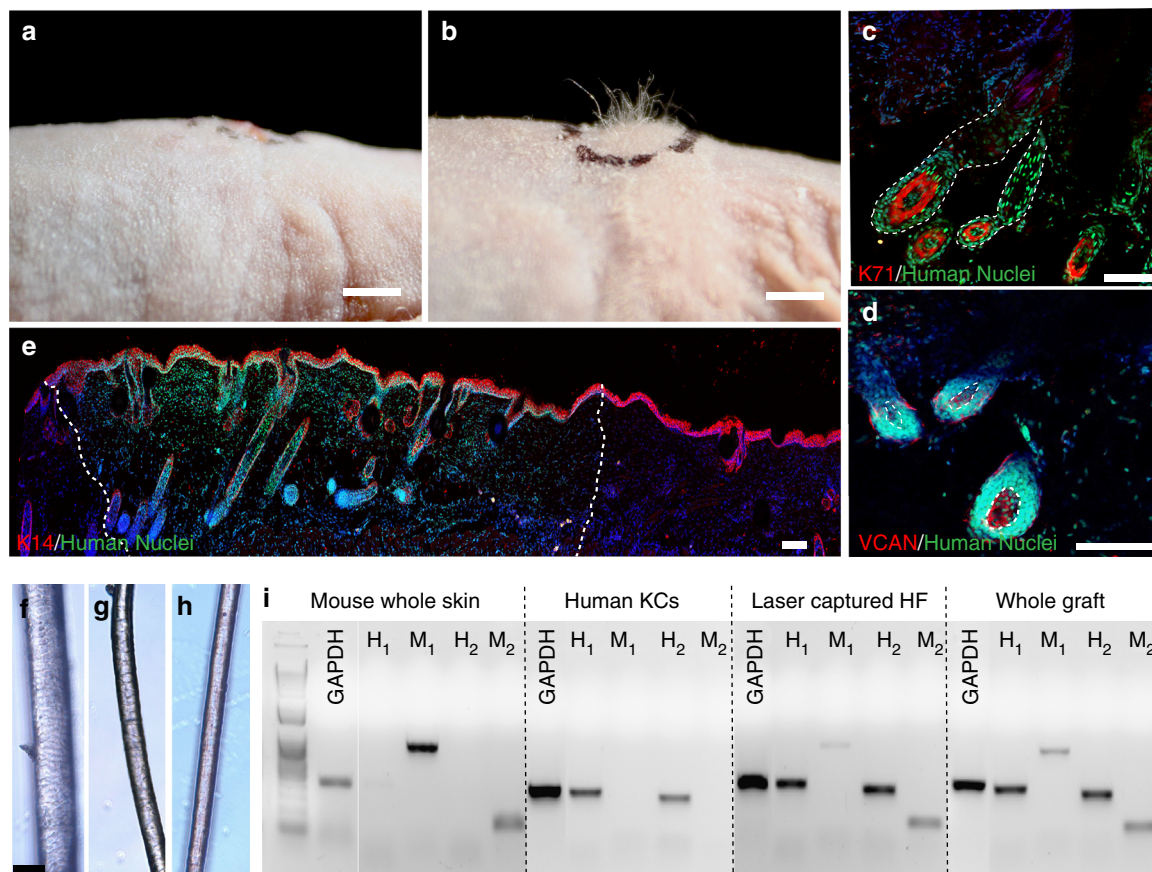 a
b
c
K71/Human Nuclei
d
VCAN/Human Nuclei
e
K14/Human Nuclei
f
g
h
i
Mouse whole skin
Human KCs
Laser captured HF
Whole graft
GAPDH H1 M1 H2 M2 GAPDH H1 M1 H2 M2 GAPDH H1 M1 H2 M2 GAPDH H1 M1 H2 M2